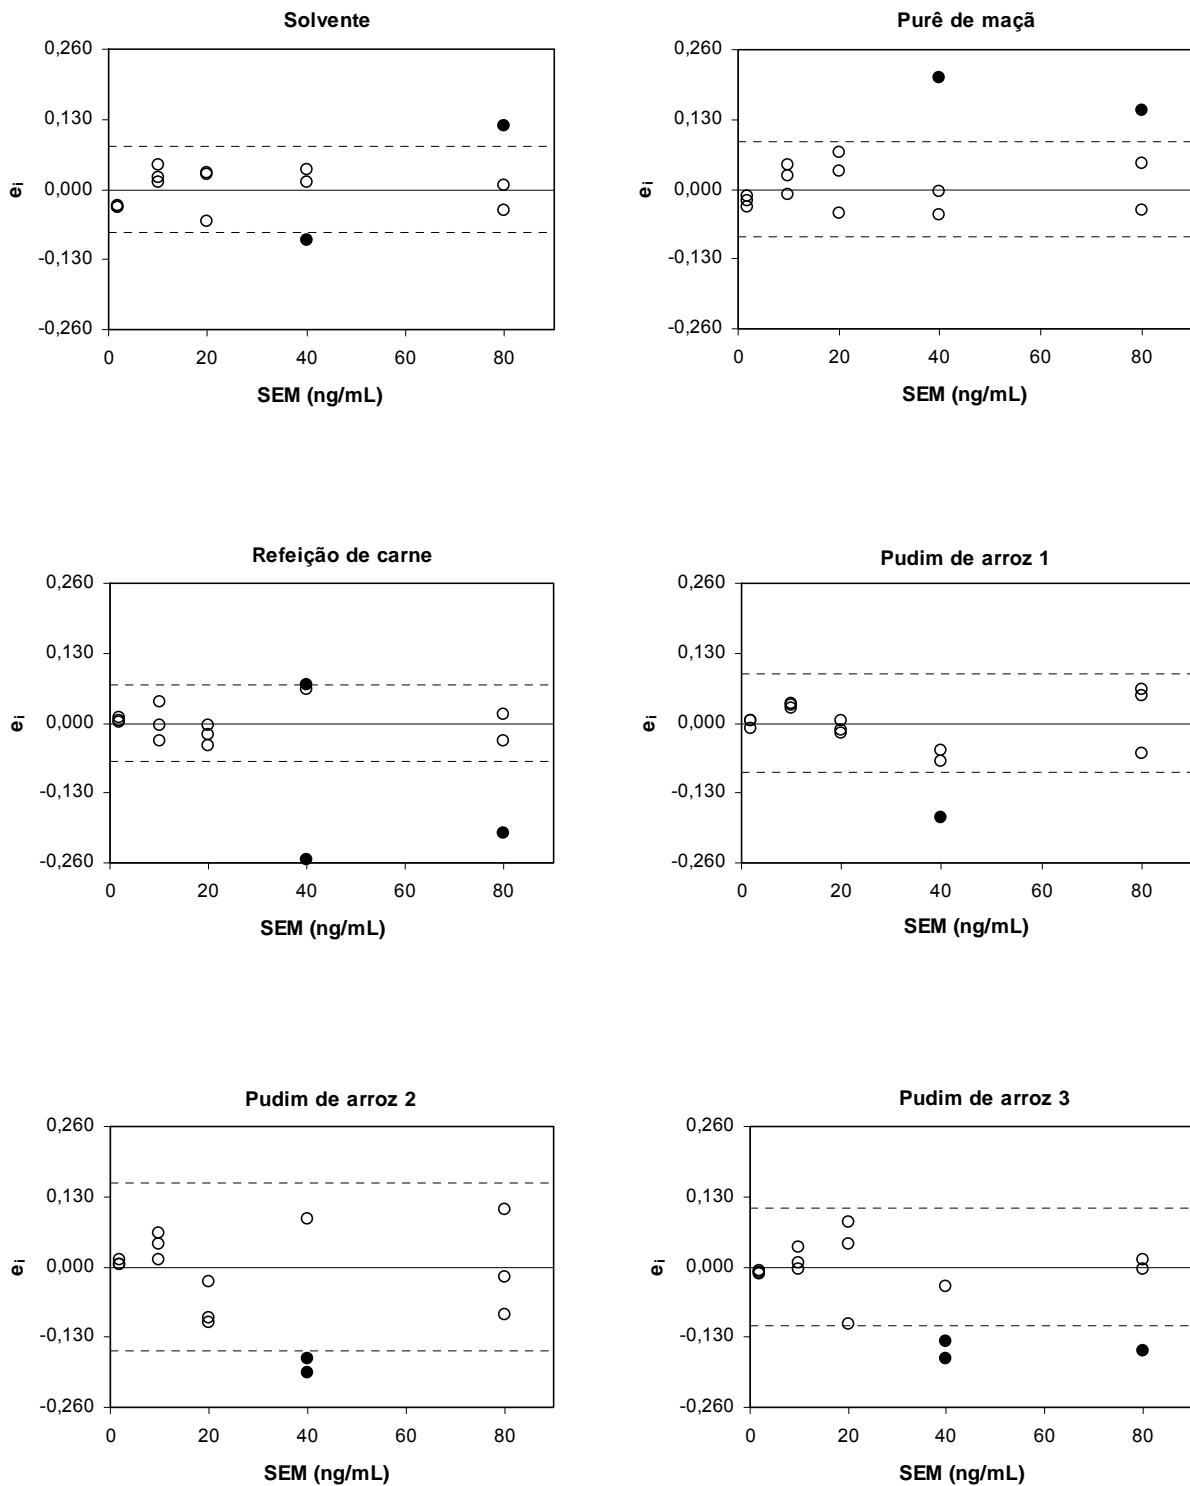 Solvente
0,260
0,130
0,000
-0,130
-0,260
ei
0 20 40 60 80
SEM (ng/mL)
Purê de maçã
0,260
0,130
0,000
-0,130
-0,260
ei
0 20 40 60 80
SEM (ng/mL)
Refeição de carne
0,260
0,130
0,000
-0,130
-0,260
ei
0 20 40 60 80
SEM (ng/mL)
Pudim de arroz 1
0,260
0,130
0,000
-0,130
-0,260
ei
0 20 40 60 80
SEM (ng/mL)
Pudim de arroz 2
0,260
0,130
0,000
-0,130
-0,260
ei
0 20 40 60 80
SEM (ng/mL)
Pudim de arroz 3
0,260
0,130
0,000
-0,130
-0,260
ei
0 20 40 60 80
SEM (ng/mL)